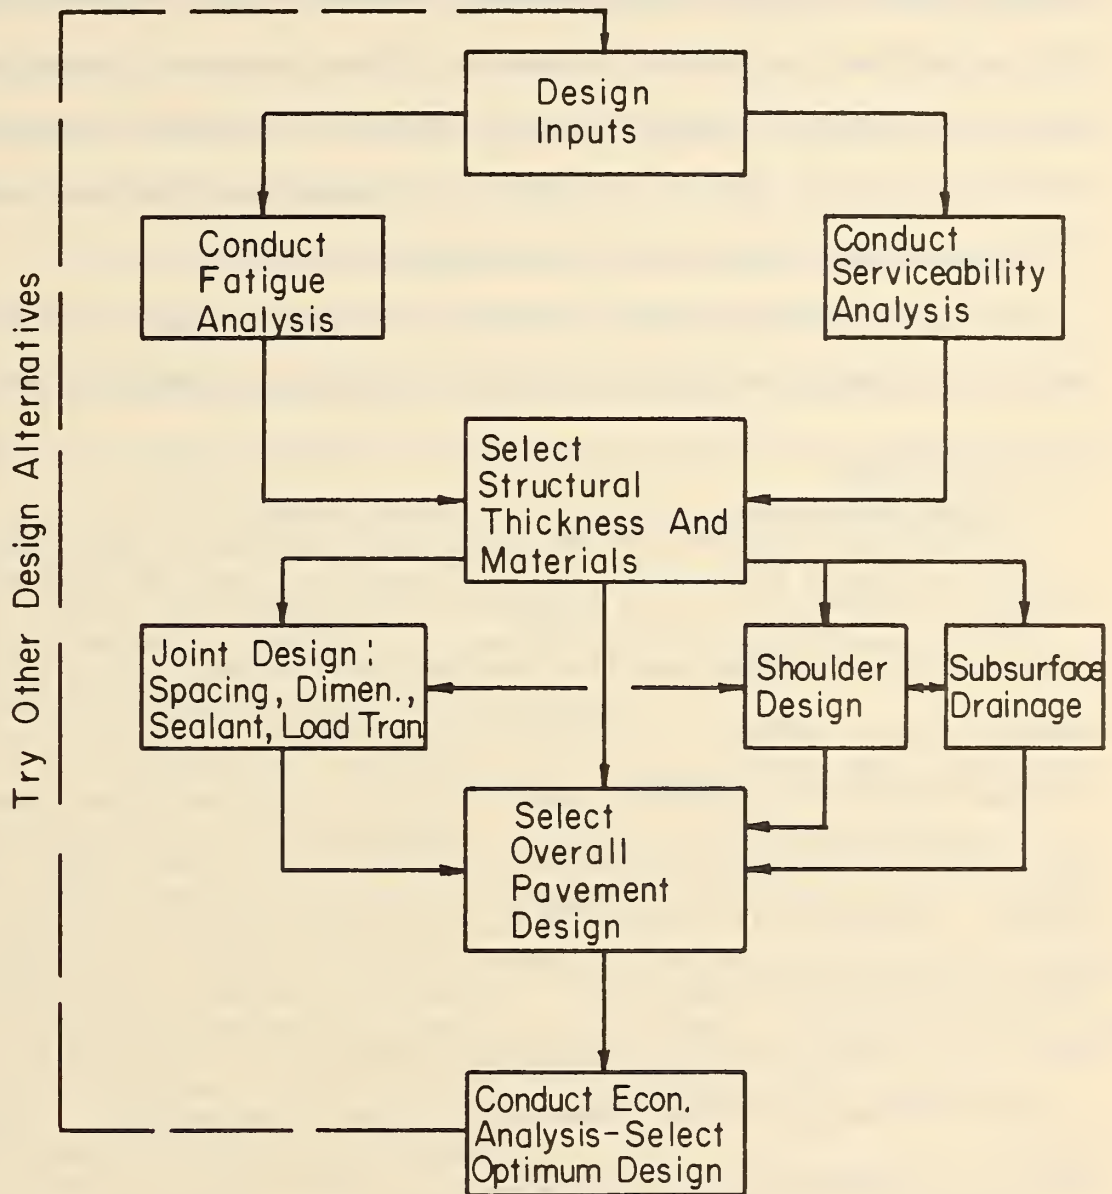 Design
Inputs
Conduct
Fatigue
Analysis
Conduct
Serviceability
Analysis
Try Other Design Alternatives
Select
Structural
Thickness And
Materials
Joint Design:
Spacing, Dimen.,
Sealant, Load Tran
Shoulder
Design
Subsurface
Drainage
Select
Overall
Pavement
Design
Conduct Econ.
Analysis-Select
Optimum Design